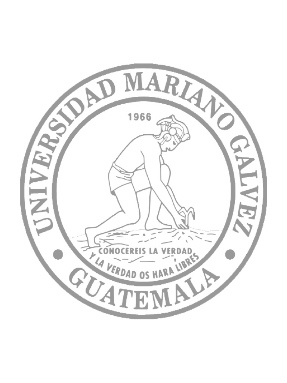 UNIVERSIDAD MARIANO GALVEZ
1966
CONOCEREIS LA VERDAD
Y LA VERDAD OS HARA LIBRES
GUATEMALA